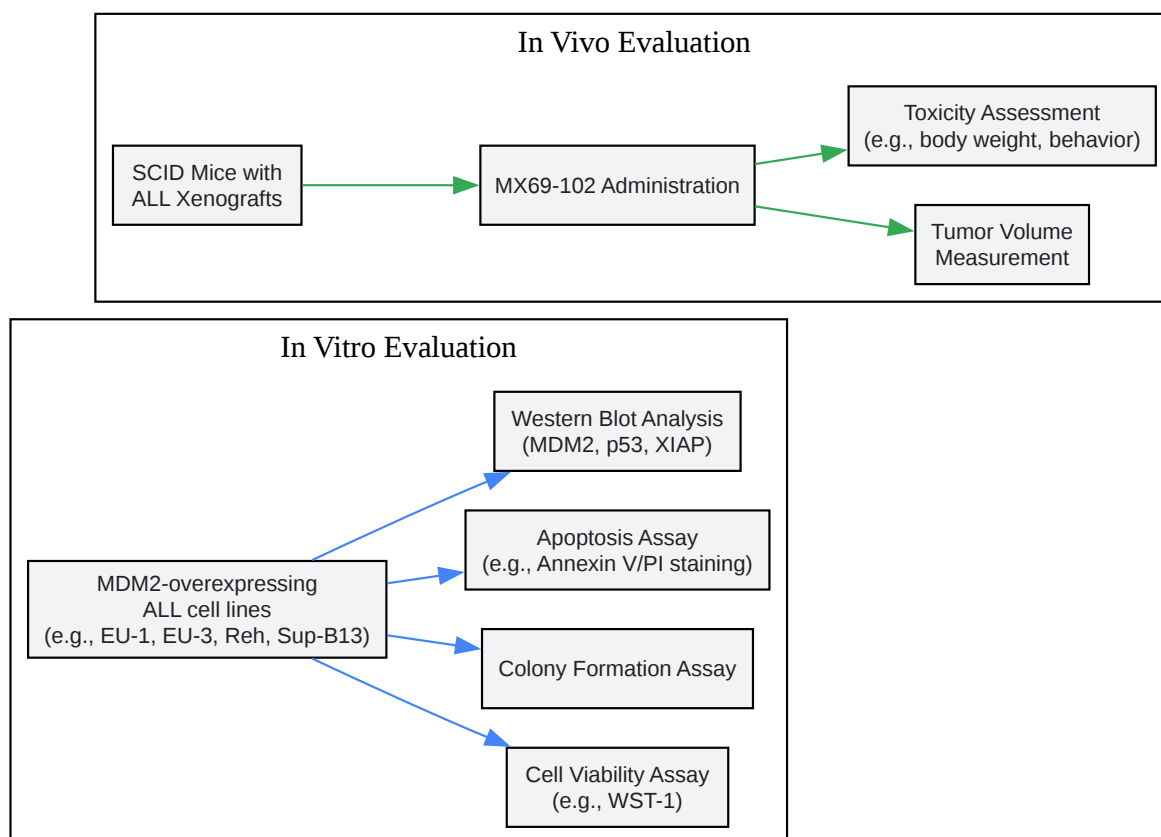 In Vivo Evaluation
SCID Mice with
ALL Xenografts
MX69-102 Administration
Toxicity Assessment
(e.g., body weight, behavior)
Tumor Volume
Measurement
In Vitro Evaluation
MDM2-overexpressing
ALL cell lines
(e.g., EU-1, EU-3, Reh, Sup-B13)
Western Blot Analysis
(MDM2, p53, XIAP)
Apoptosis Assay
(e.g., Annexin V/PI staining)
Colony Formation Assay
Cell Viability Assay
(e.g., WST-1)